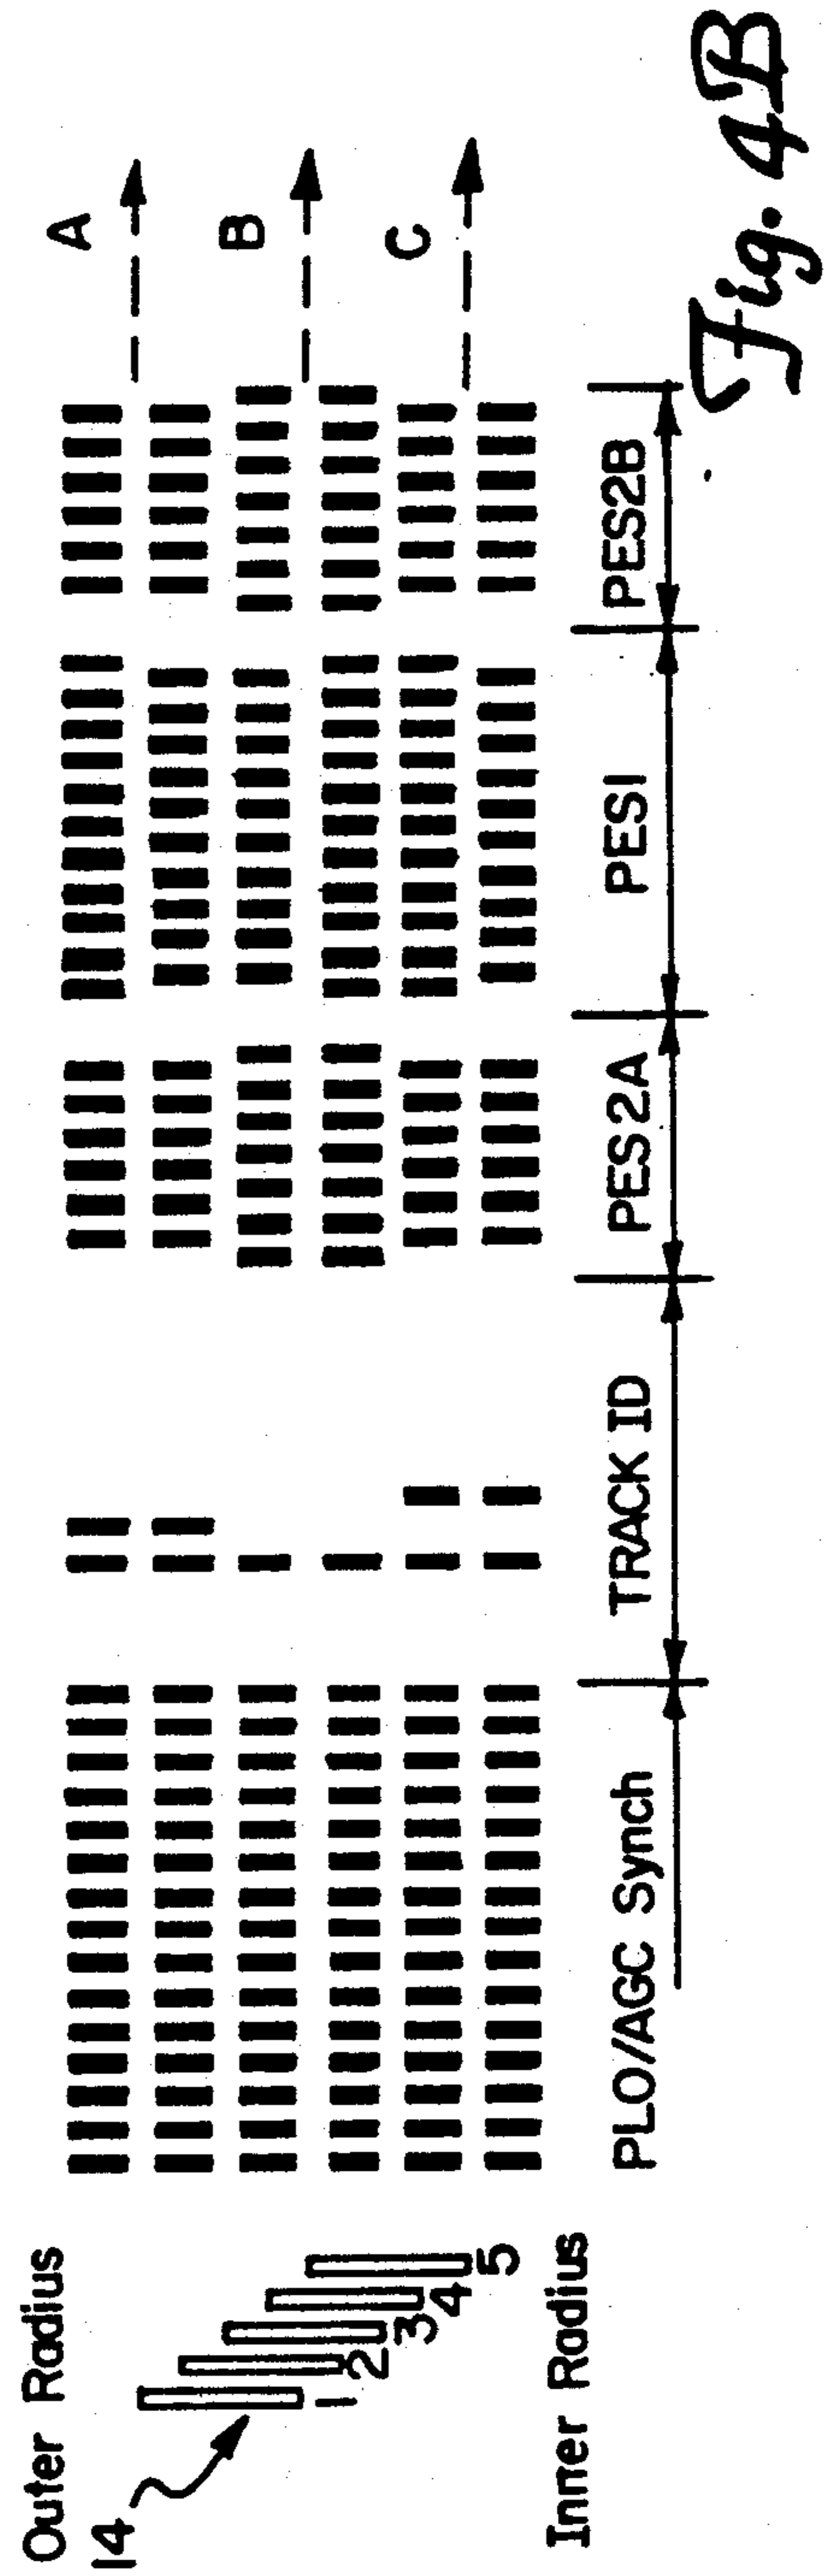 Outer Radius
14
1
2
3
4
5
Inner Radius
A
B
C
PLO/AGC Synch
TRACK ID
PES2A
PES1
PES2B
Fig. 4B